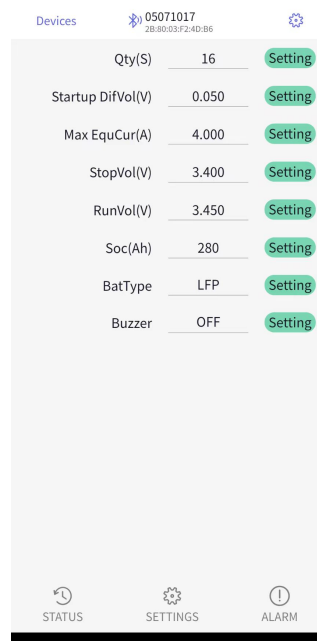 Devices 05071017
2B:80:03:F2:4D:B6
Qty(S) 16 Setting
Startup DifVol(V) 0.050 Setting
Max EquCur(A) 4.000 Setting
StopVol(V) 3.400 Setting
RunVol(V) 3.450 Setting
Soc(Ah) 280 Setting
BatType LFP Setting
Buzzer OFF Setting
STATUS SETTINGS ALARM